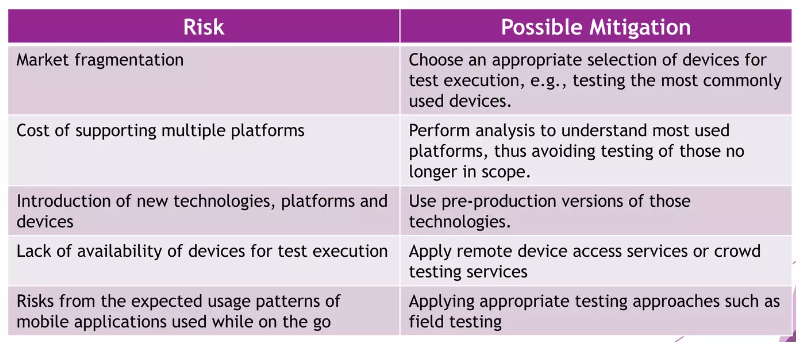 Risk
Possible Mitigation
Market fragmentation
Choose an appropriate selection of devices for
test execution, e.g., testing the most commonly
used devices.
Cost of supporting multiple platforms
Perform analysis to understand most used
platforms, thus avoiding testing of those no
longer in scope.
Introduction of new technologies, platforms and
devices
Use pre-production versions of those
technologies.
Lack of availability of devices for test execution
Apply remote device access services or crowd
testing services
Risks from the expected usage patterns of
mobile applications used while on the go
Applying appropriate testing approaches such as
field testing